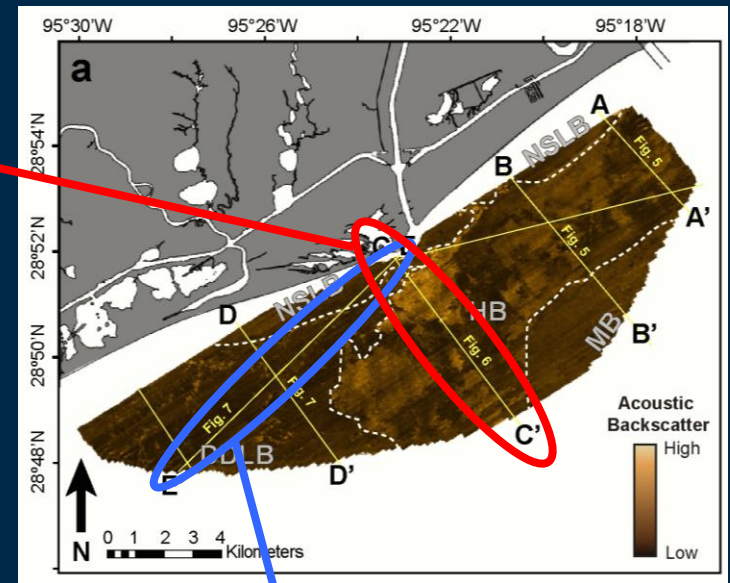 95°30'W 95°26'W 95°22'W 95°18'W
a
28°54'N
28°52'N
28°50'N
28°48'N
A
NSLB
Fig. 5
B
Fig. 5
A'
C
NSLB
D
HB
MB
B'
Fig. 6
Fig. 7
Fig. 7
C'
DDLB
E
D'
Acoustic
Backscatter
High
Low
N
0 1 2 3 4
Kilometers